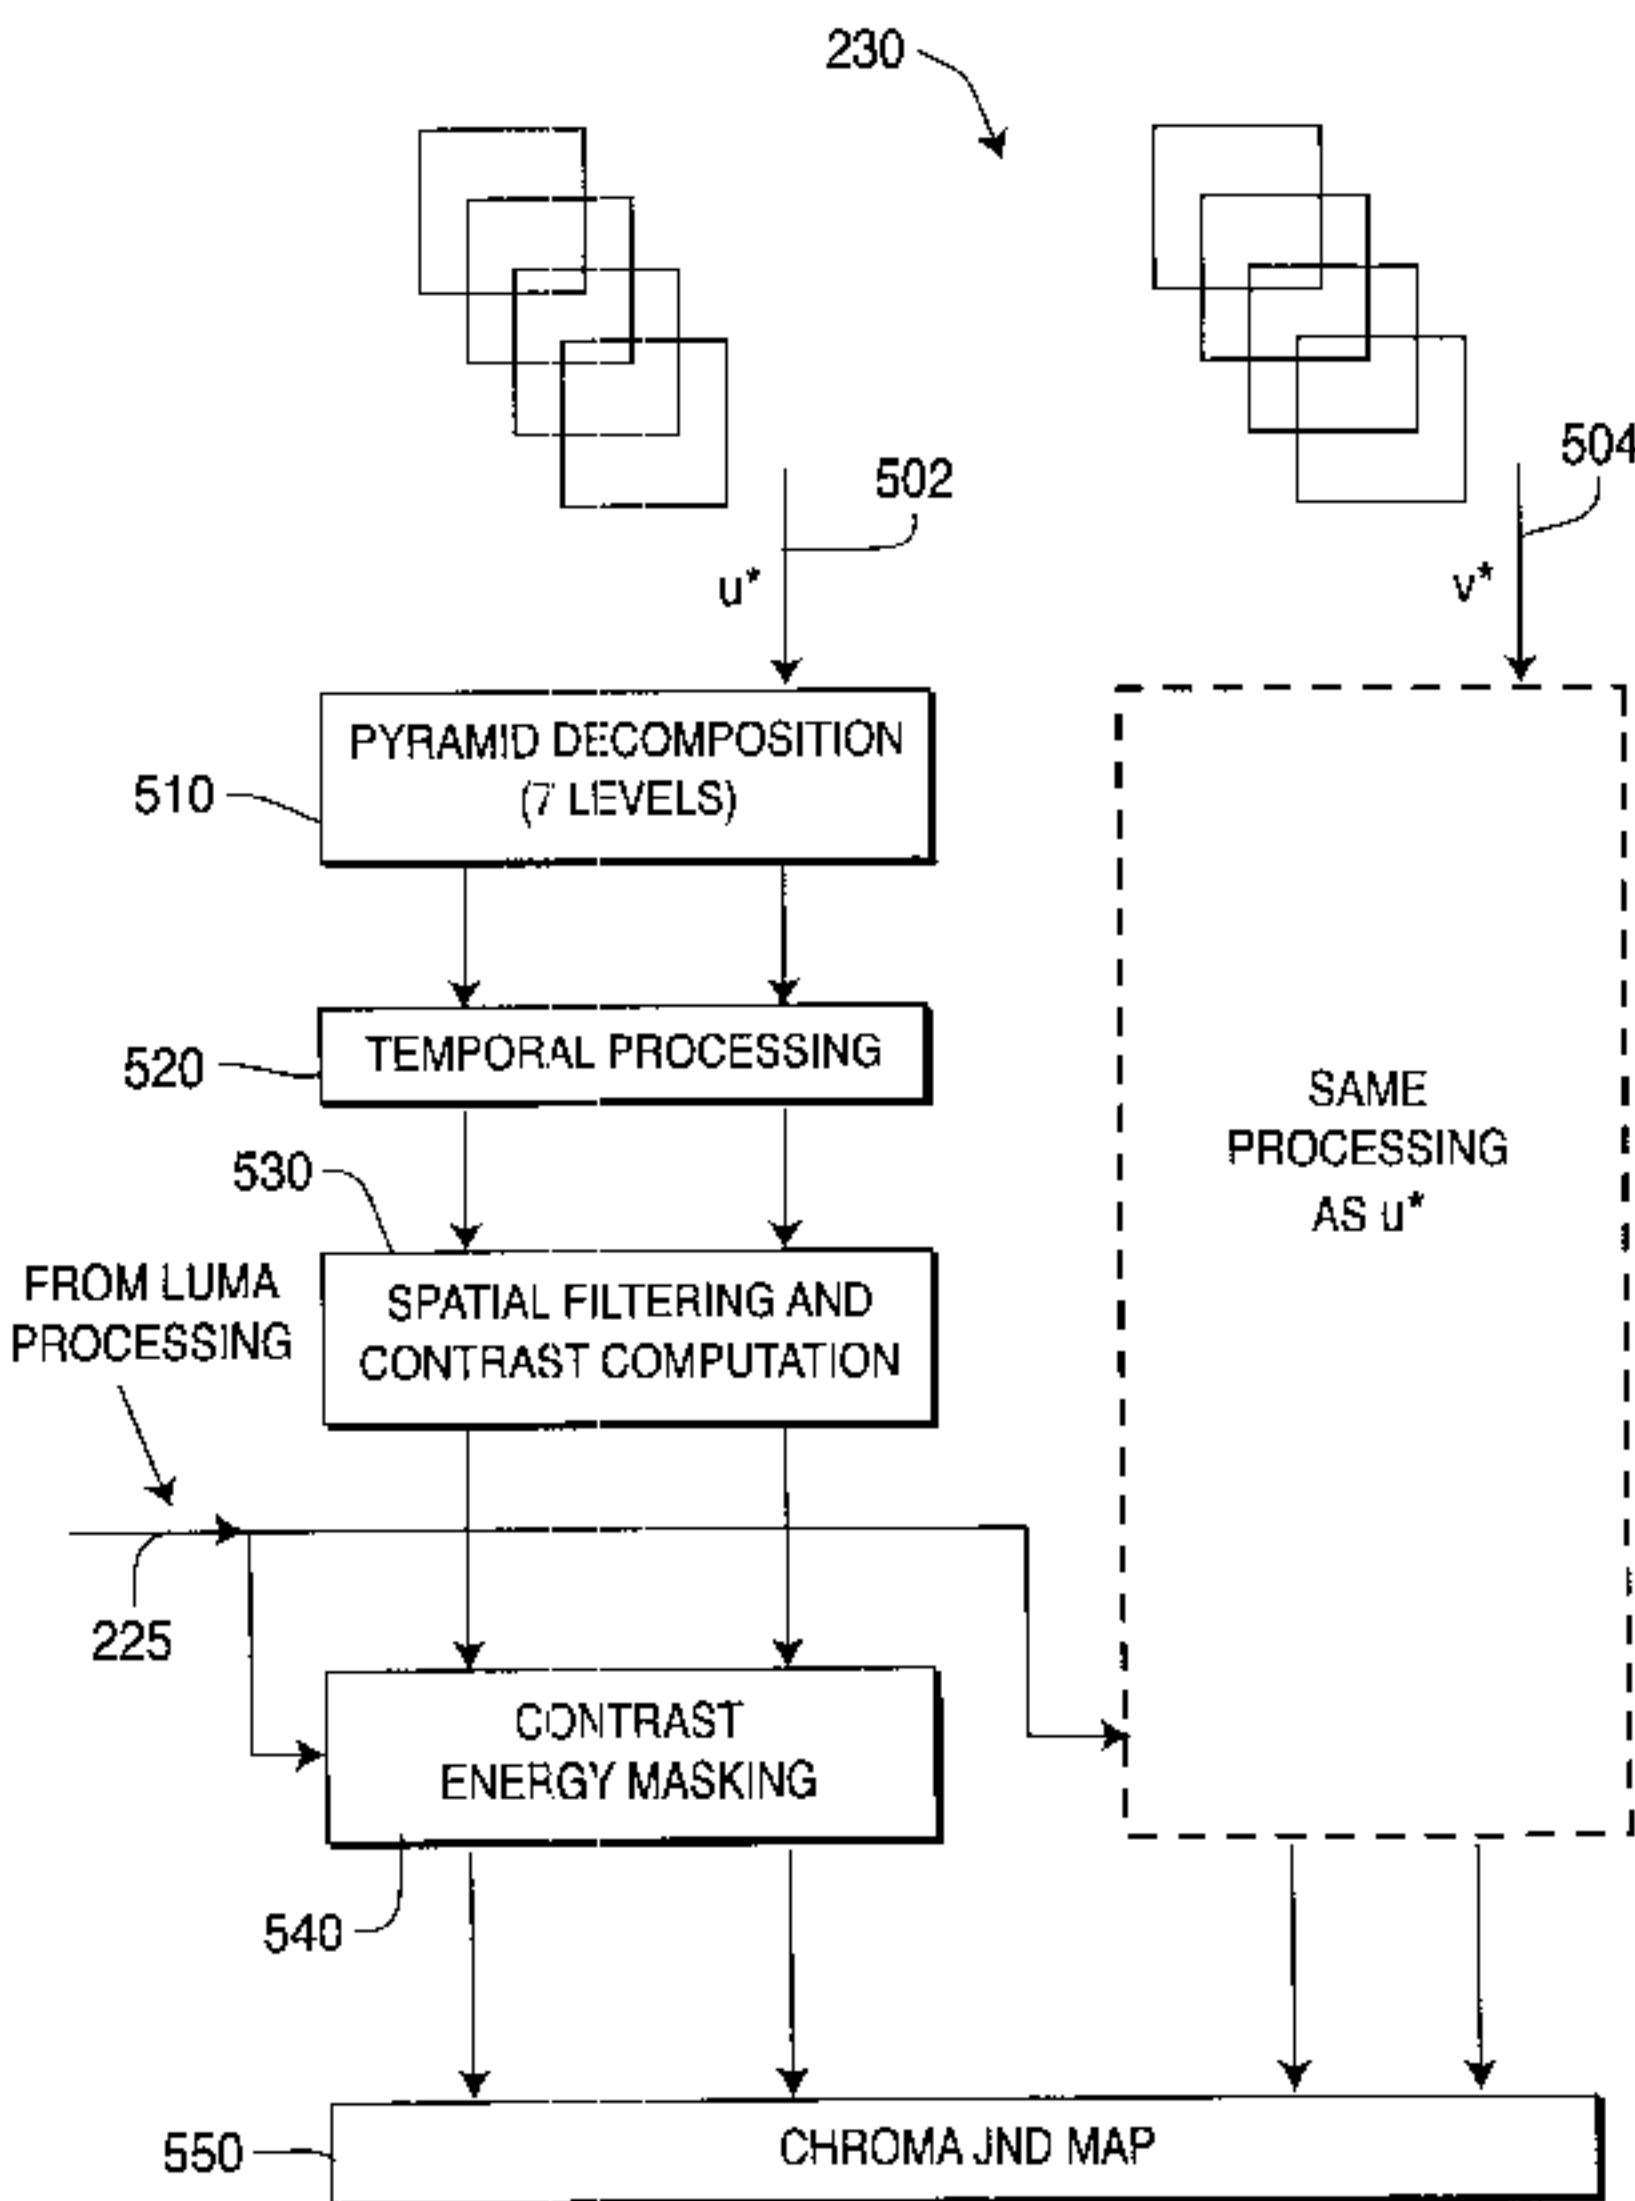 230
502
504
u*
v*
PYRAMID DECOMPOSITION
(7 LEVELS)
510
TEMPORAL PROCESSING
520
SAME
PROCESSING
AS u*
530
FROM LUMA
PROCESSING
SPATIAL FILTERING AND
CONTRAST COMPUTATION
225
CONTRAST
ENERGY MASKING
540
CHROMA JND MAP
550